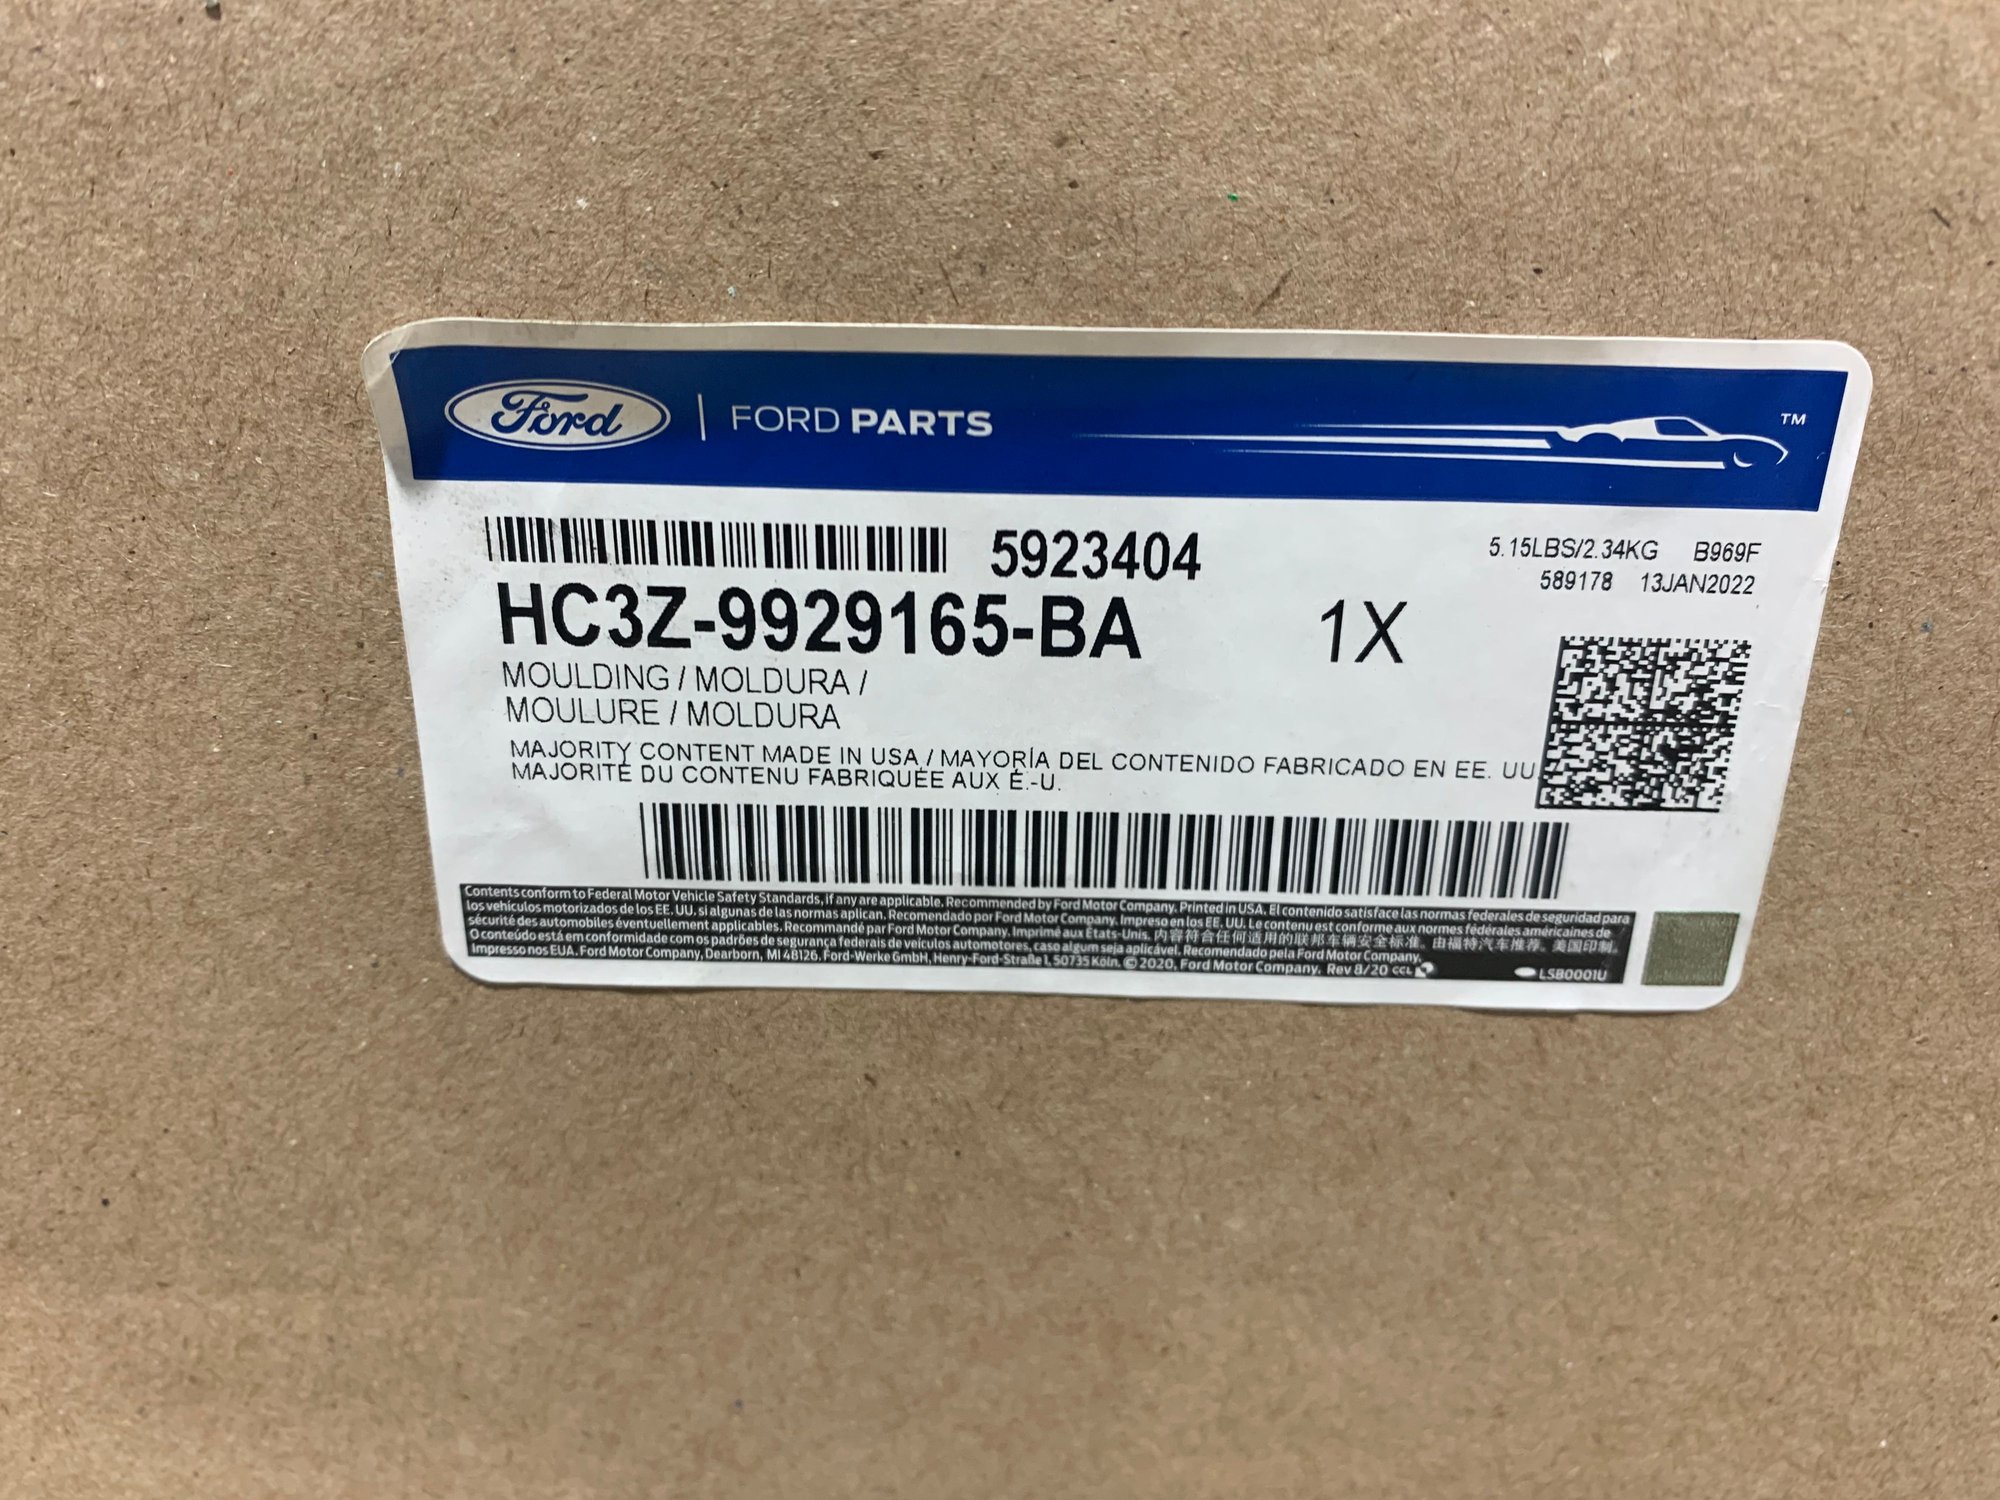 Ford
FORD PARTS
TM
5923404
5.15LBS/2.34KG B969F
589178 13JAN2022
HC3Z-9929165-BA
1X
MOULDING / MOLDURA /
MOULURE / MOLDURA
MAJORITY CONTENT MADE IN USA / MAYORÍA DEL CONTENIDO FABRICADO EN EE. UU.
MAJORITÉ DU CONTENU FABRIQUÉE AUX É.-U.
Contents conform to Federal Motor Vehicle Safety Standards, if any are applicable. Recommended by Ford Motor Company. Printed in USA. El contenido satisface las normas federales de seguridad para
los vehículos motorizados de los EE. UU. si algunas de las normas aplican. Recomendado por Ford Motor Company. Impreso en los EE. UU. Le contenu est conforme aux normes fédérales américaines de
sécurité des automobiles éventuellement applicables. Recommandé par Ford Motor Company. Imprimé aux États-Unis. 内容符合任何适用的联邦车辆安全标准。由福特汽车推荐。美国印制。
O conteúdo está em conformidade com os padrões de segurança federais de veículos automotores, caso algum seja aplicável. Recomendado pela Ford Motor Company.
Impresso nos EUA. Ford Motor Company, Dearborn, MI 48126. Ford-Werke GmbH, Henry-Ford-Straße 1, 50735 Köln. © 2020, Ford Motor Company. Rev 8/20 CCL
LSB0001U